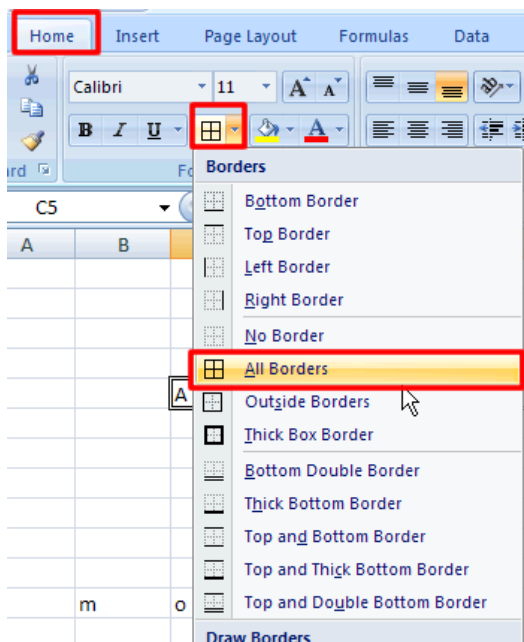 Home Insert Page Layout Formulas Data
Calibri 11 A A
B I U A
Fo
Borders
C5
Bottom Border
A B
Top Border
Left Border
Right Border
No Border
All Borders
A
Outside Borders
Thick Box Border
Bottom Double Border
Thick Bottom Border
Top and Bottom Border
Top and Thick Bottom Border
m o
Top and Double Bottom Border
Draw Borders